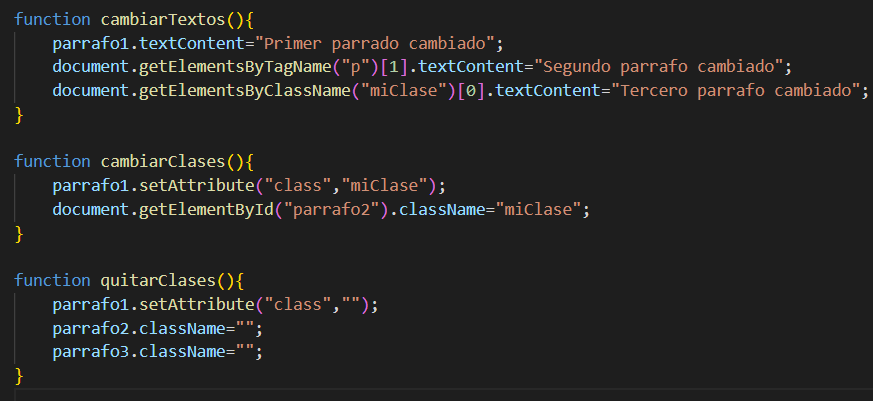 function cambiarTextos(){
parrafo1.textContent="Primer parrado cambiado";
document.getElementsByTagName("p")[1].textContent="Segundo parrafo cambiado";
document.getElementsByClassName("miClase")[0].textContent="Tercero parrafo cambiado";
}
function cambiarClases(){
parrafo1.setAttribute("class","miClase");
document.getElementById("parrafo2").className="miClase";
}
function quitarClases(){
parrafo1.setAttribute("class","");
parrafo2.className="";
parrafo3.className="";
}